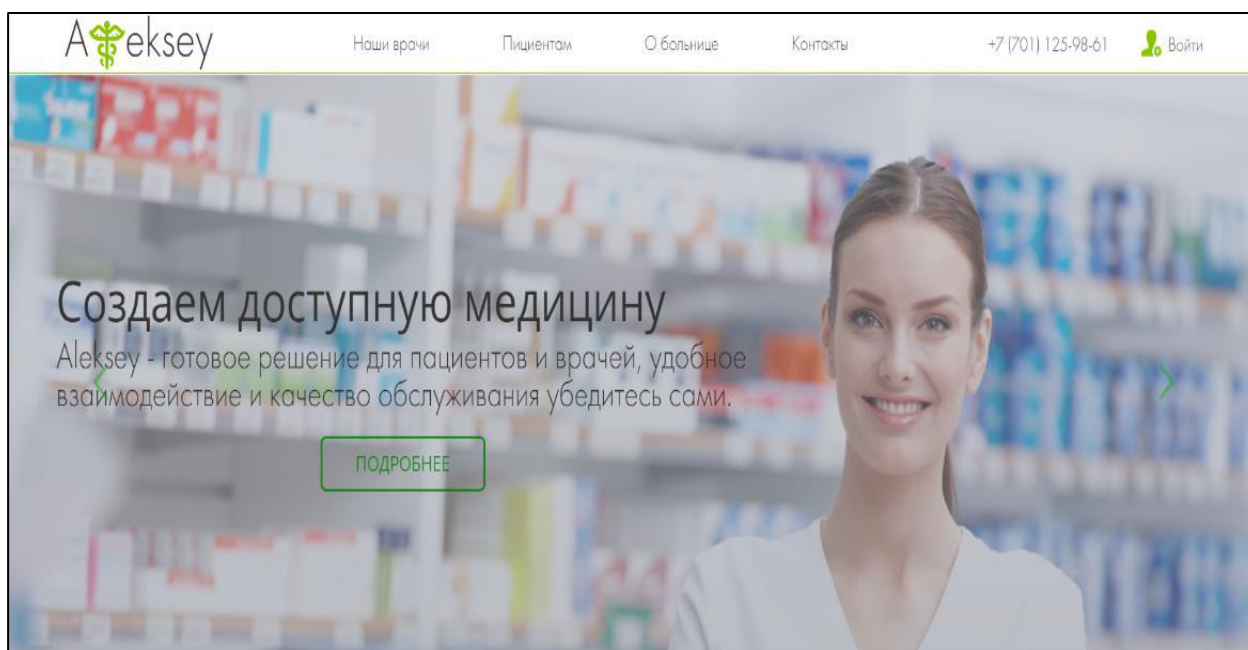 Aleksey
Наши врачи
Пициентам
О больнице
Контакты
+7 (701) 125-98-61
Войти
Создаем доступную медицину
Aleksey - готовое решение для пациентов и врачей, удобное
взаимодействие и качество обслуживания убедитесь сами.
ПОДРОБНЕЕ